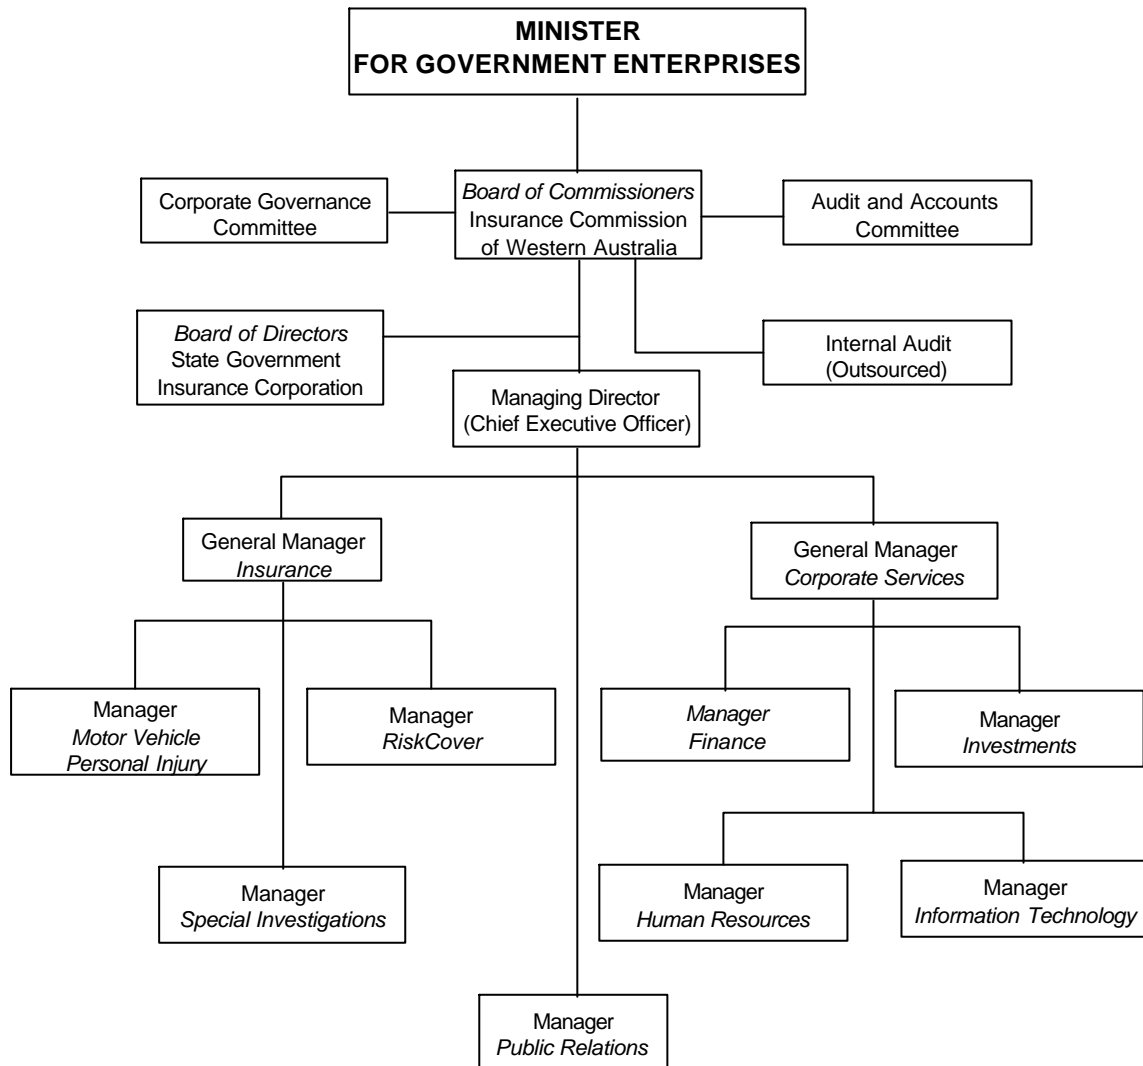 MINISTER
FOR GOVERNMENT ENTERPRISES
Corporate Governance
Committee
Board of Commissioners
Insurance Commission
of Western Australia
Audit and Accounts
Committee
Board of Directors
State Government
Insurance Corporation
Internal Audit
(Outsourced)
Managing Director
(Chief Executive Officer)
General Manager
Insurance
General Manager
Corporate Services
Manager
Motor Vehicle
Personal Injury
Manager
RiskCover
Manager
Finance
Manager
Investments
Manager
Special Investigations
Manager
Human Resources
Manager
Information Technology
Manager
Public Relations